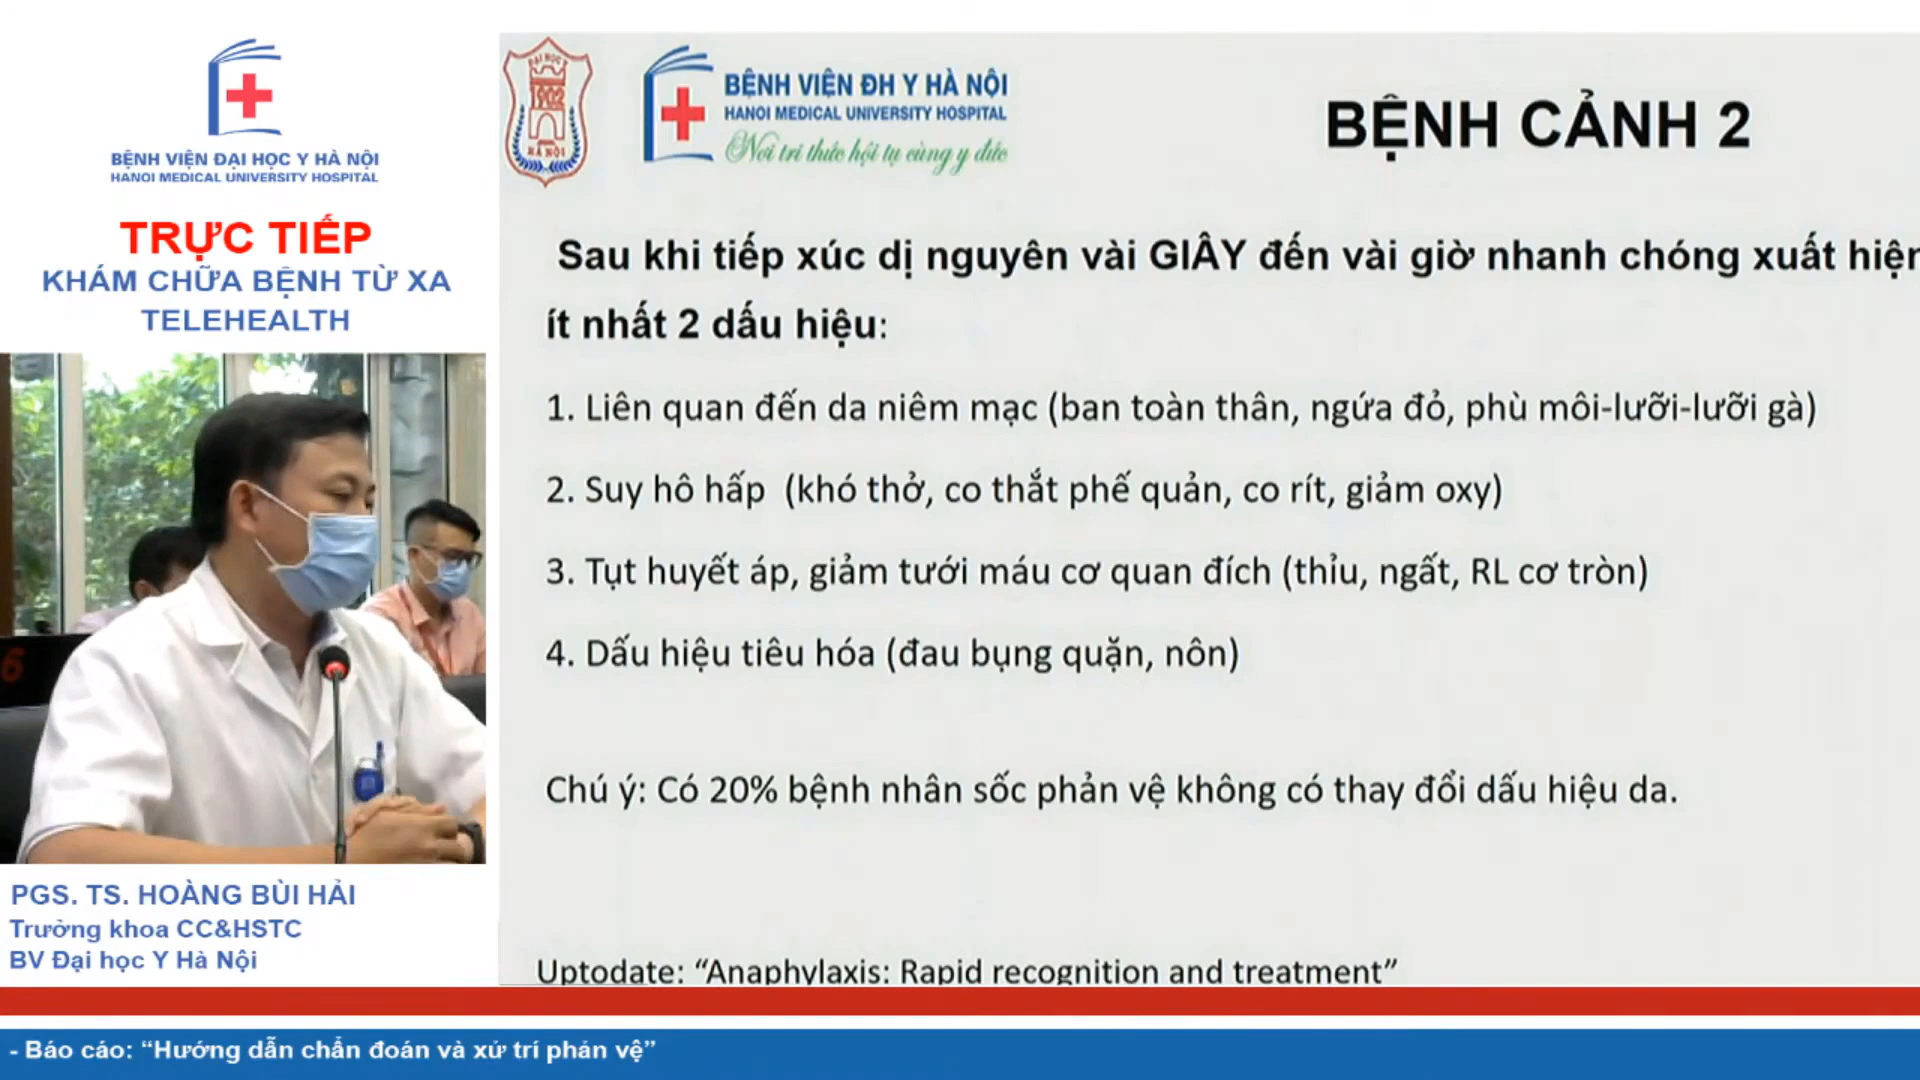 BỆNH VIỆN ĐẠI HỌC Y HÀ NỘI
HANOI MEDICAL UNIVERSITY HOSPITAL
TRỰC TIẾP
KHÁM CHỮA BỆNH TỪ XA
TELEHEALTH
6
PGS. TS. HOÀNG BÙI HẢI
Trưởng khoa CC&HSTC
BV Đại học Y Hà Nội
ĐẠI HỌC Y
1902
HÀ NỘI
BỆNH VIỆN ĐH Y HÀ NỘI
HANOI MEDICAL UNIVERSITY HOSPITAL
Nơi tri thức hội tụ cùng y đức
BỆNH CẢNH 2
Sau khi tiếp xúc dị nguyên vài GIÂY đến vài giờ nhanh chóng xuất hiện
ít nhất 2 dấu hiệu:
1. Liên quan đến da niêm mạc (ban toàn thân, ngứa đỏ, phù môi-lưỡi-lưỡi gà)
2. Suy hô hấp (khó thở, co thắt phế quản, co rít, giảm oxy)
3. Tụt huyết áp, giảm tưới máu cơ quan đích (thỉu, ngất, RL cơ tròn)
4. Dấu hiệu tiêu hóa (đau bụng quặn, nôn)
Chú ý: Có 20% bệnh nhân sốc phản vệ không có thay đổi dấu hiệu da.
Uptodate: “Anaphylaxis: Rapid recognition and treatment”
- Báo cáo: “Hướng dẫn chẩn đoán và xử trí phản vệ”